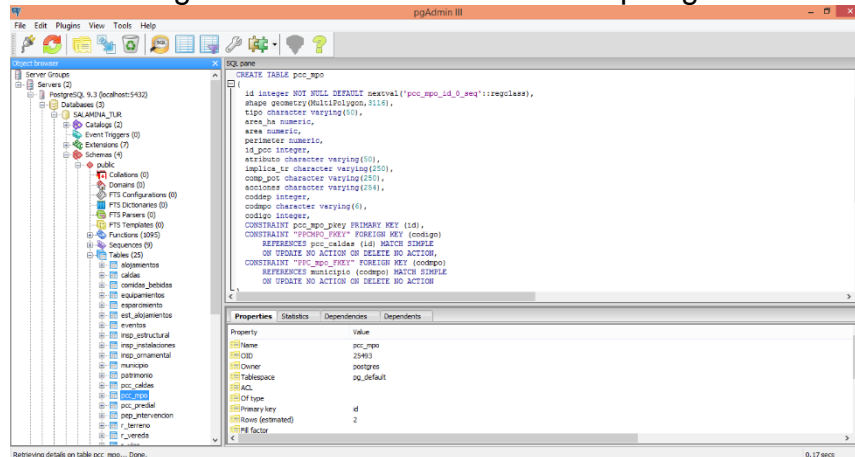 pgAdmin III
File Edit Plugins View Tools Help
Object browser
Server Groups
Servers (2)
PostgreSQL 9.3 (localhost:5432)
Databases (3)
SALAMINA_TUR
Catalogs (2)
Event Triggers (0)
Extensions (7)
Schemas (4)
public
Collations (0)
Domains (0)
FTS Configurations (0)
FTS Dictionaries (0)
FTS Parsers (0)
FTS Templates (0)
Functions (1095)
Sequences (9)
Tables (25)
alojamientos
caldas
comidas_bebidas
equipamientos
esparcimiento
est_alojamientos
eventos
insp_estructural
insp_instalaciones
insp_ornamental
municipio
patrimonio
pcc_caldas
pcc_mpo
pcc_predial
pep_intervencion
r_terreno
r_vereda
SQL pane
CREATE TABLE pcc_mpo
(
id integer NOT NULL DEFAULT nextval('pcc_mpo_id_0_seq'::regclass),
shape geometry(MultiPolygon,3116),
tipo character varying(50),
area_ha numeric,
area numeric,
perimeter numeric,
id_pcc integer,
atributo character varying(50),
implica_tr character varying(250),
comp_pot character varying(250),
acciones character varying(254),
coddep integer,
codmpo character varying(6),
codigo integer,
CONSTRAINT pcc_mpo_pkey PRIMARY KEY (id),
CONSTRAINT "PPCMPO_FKEY" FOREIGN KEY (codigo)
REFERENCES pcc_caldas (id) MATCH SIMPLE
ON UPDATE NO ACTION ON DELETE NO ACTION,
CONSTRAINT "PPC_mpo_FKEY" FOREIGN KEY (codmpo)
REFERENCES municipio (codmpo) MATCH SIMPLE
ON UPDATE NO ACTION ON DELETE NO ACTION
Properties Statistics Dependencies Dependents
Property Value
Name pcc_mpo
OID 25493
Owner postgres
Tablespace pg_default
ACL
Of type
Primary key id
Rows (estimated) 2
Fill factor
Retrieving details on table pcc_mpo... Done. 0.17 secs